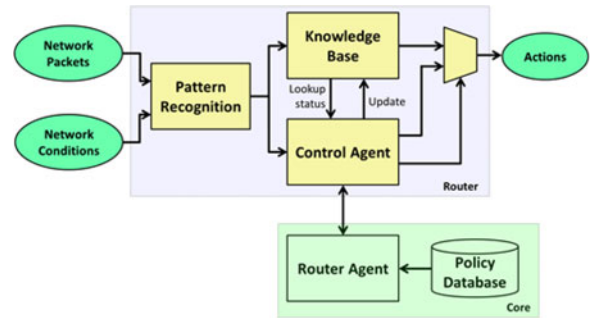 Network
Packets
Network
Conditions
Pattern
Recognition
Knowledge
Base
Lookup
status
Update
Control Agent
Actions
Router
Router Agent
Policy
Database
Core